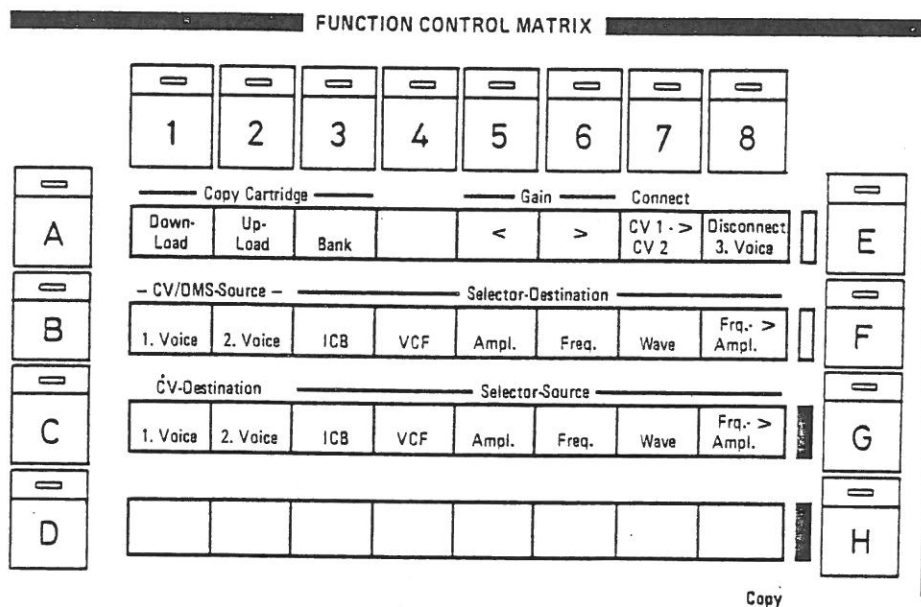 FUNCTION CONTROL MATRIX
1 2 3 4 5 6 7 8
Copy Cartridge Gain Connect
A Down-Load Up-Load Bank < > CV 1 -> CV 2 Disconnect 3. Voice E
CV/DMS-Source Selector-Destination
B 1. Voice 2. Voice ICB VCF Ampl. Freq. Wave Frq.-> Ampl. F
CV-Destination Selector-Source
C 1. Voice 2. Voice ICB VCF Ampl. Freq. Wave Frq.-> Ampl. G
D H
Copy